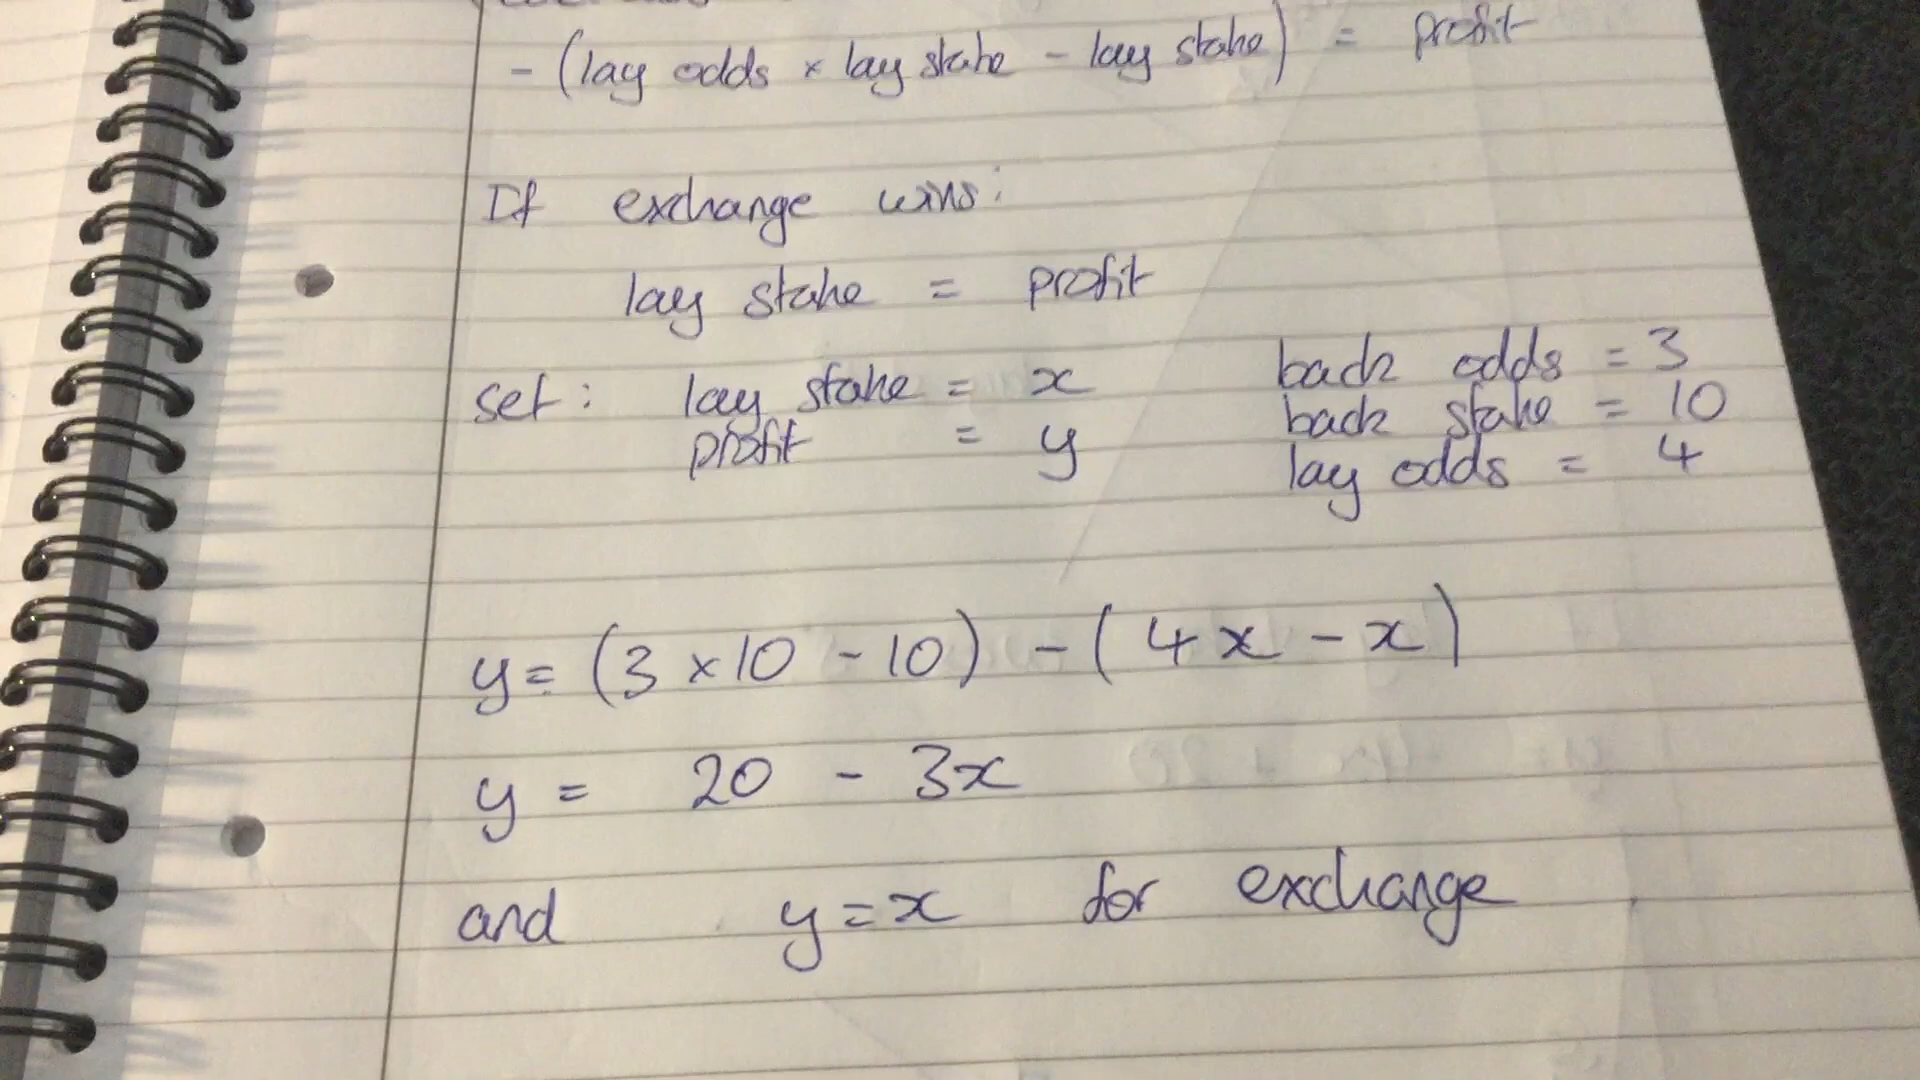 - (lay odds × lay stake - lay stake) = profit
If exchange wins:
lay stake = profit
set: lay stake = x back odds = 3
profit = y back stake = 10
lay odds = 4
y = (3 × 10 - 10) - (4x - x)
y = 20 - 3x
and y = x for exchange